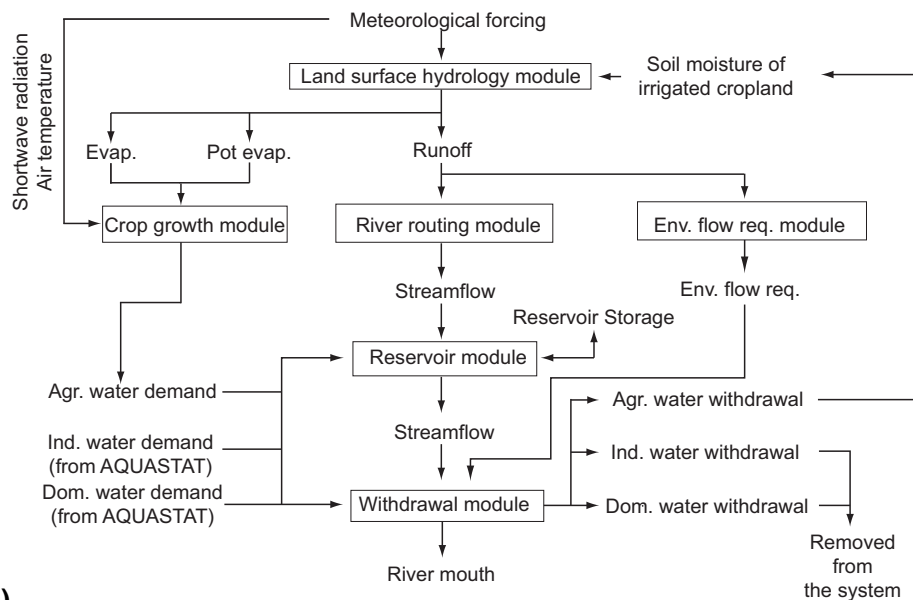 Meteorological forcing
Shortwave radiation
Air temperature
Land surface hydrology module
Soil moisture of
irrigated cropland
Evap.
Pot evap.
Runoff
Crop growth module
River routing module
Env. flow req. module
Streamflow
Env. flow req.
Reservoir Storage
Reservoir module
Agr. water demand
Agr. water withdrawal
Streamflow
Ind. water demand
(from AQUASTAT)
Ind. water withdrawal
Dom. water demand
(from AQUASTAT)
Withdrawal module
Dom. water withdrawal
Removed
from
the system
River mouth
)